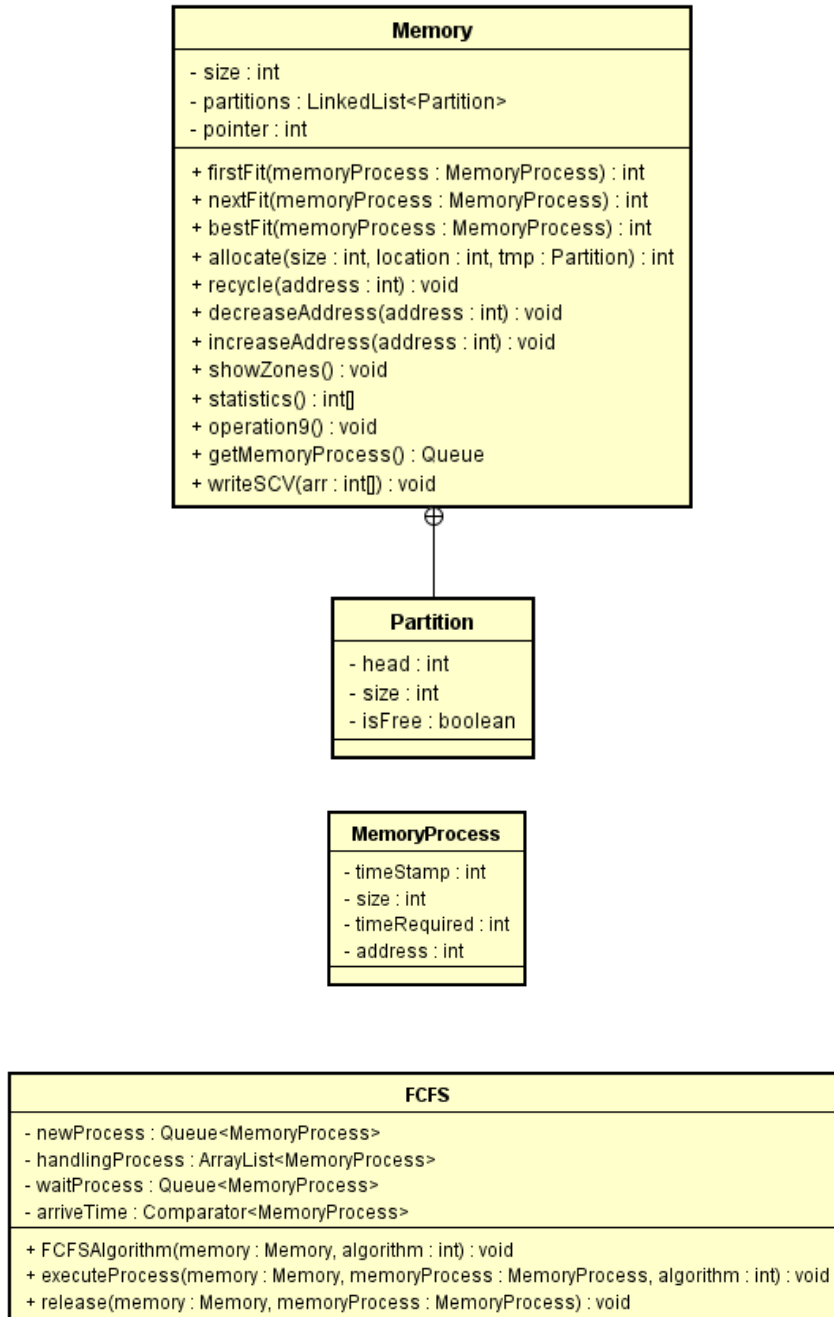 Memory
- size : int
- partitions : LinkedList<Partition>
- pointer : int
+ firstFit(memoryProcess : MemoryProcess) : int
+ nextFit(memoryProcess : MemoryProcess) : int
+ bestFit(memoryProcess : MemoryProcess) : int
+ allocate(size : int, location : int, tmp : Partition) : int
+ recycle(address : int) : void
+ decreaseAddress(address : int) : void
+ increaseAddress(address : int) : void
+ showZones() : void
+ statistics() : int[]
+ operation9() : void
+ getMemoryProcess() : Queue
+ writeSCV(arr : int[]) : void
Partition
- head : int
- size : int
- isFree : boolean
MemoryProcess
- timeStamp : int
- size : int
- timeRequired : int
- address : int
FCFS
- newProcess : Queue<MemoryProcess>
- handlingProcess : ArrayList<MemoryProcess>
- waitProcess : Queue<MemoryProcess>
- arriveTime : Comparator<MemoryProcess>
+ FCFSAlgorithm(memory : Memory, algorithm : int) : void
+ executeProcess(memory : Memory, memoryProcess : MemoryProcess, algorithm : int) : void
+ release(memory : Memory, memoryProcess : MemoryProcess) : void